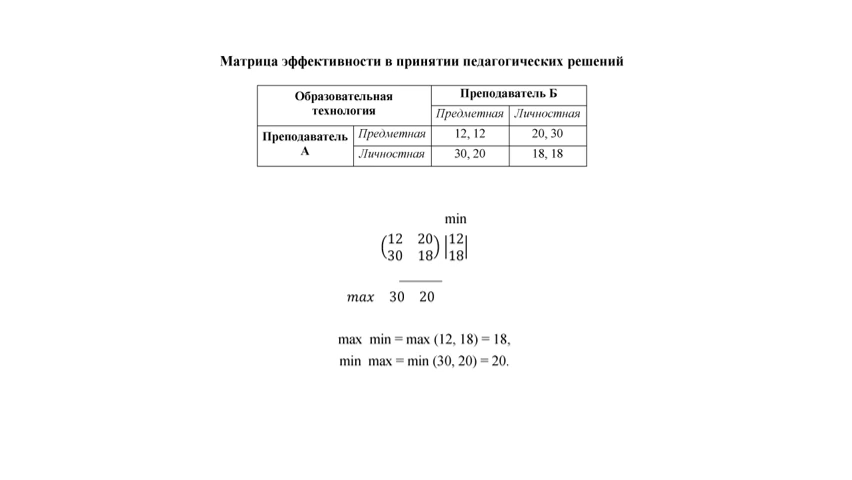 Матрица эффективности в принятии педагогических решений
Образовательная технология Преподаватель Б
Предметная Личностная
Преподаватель А Предметная 12, 12 20, 30
Личностная 30, 20 18, 18
min
(12 20) |12|
(30 18) |18|
max 30 20
max min = max (12, 18) = 18,
min max = min (30, 20) = 20.